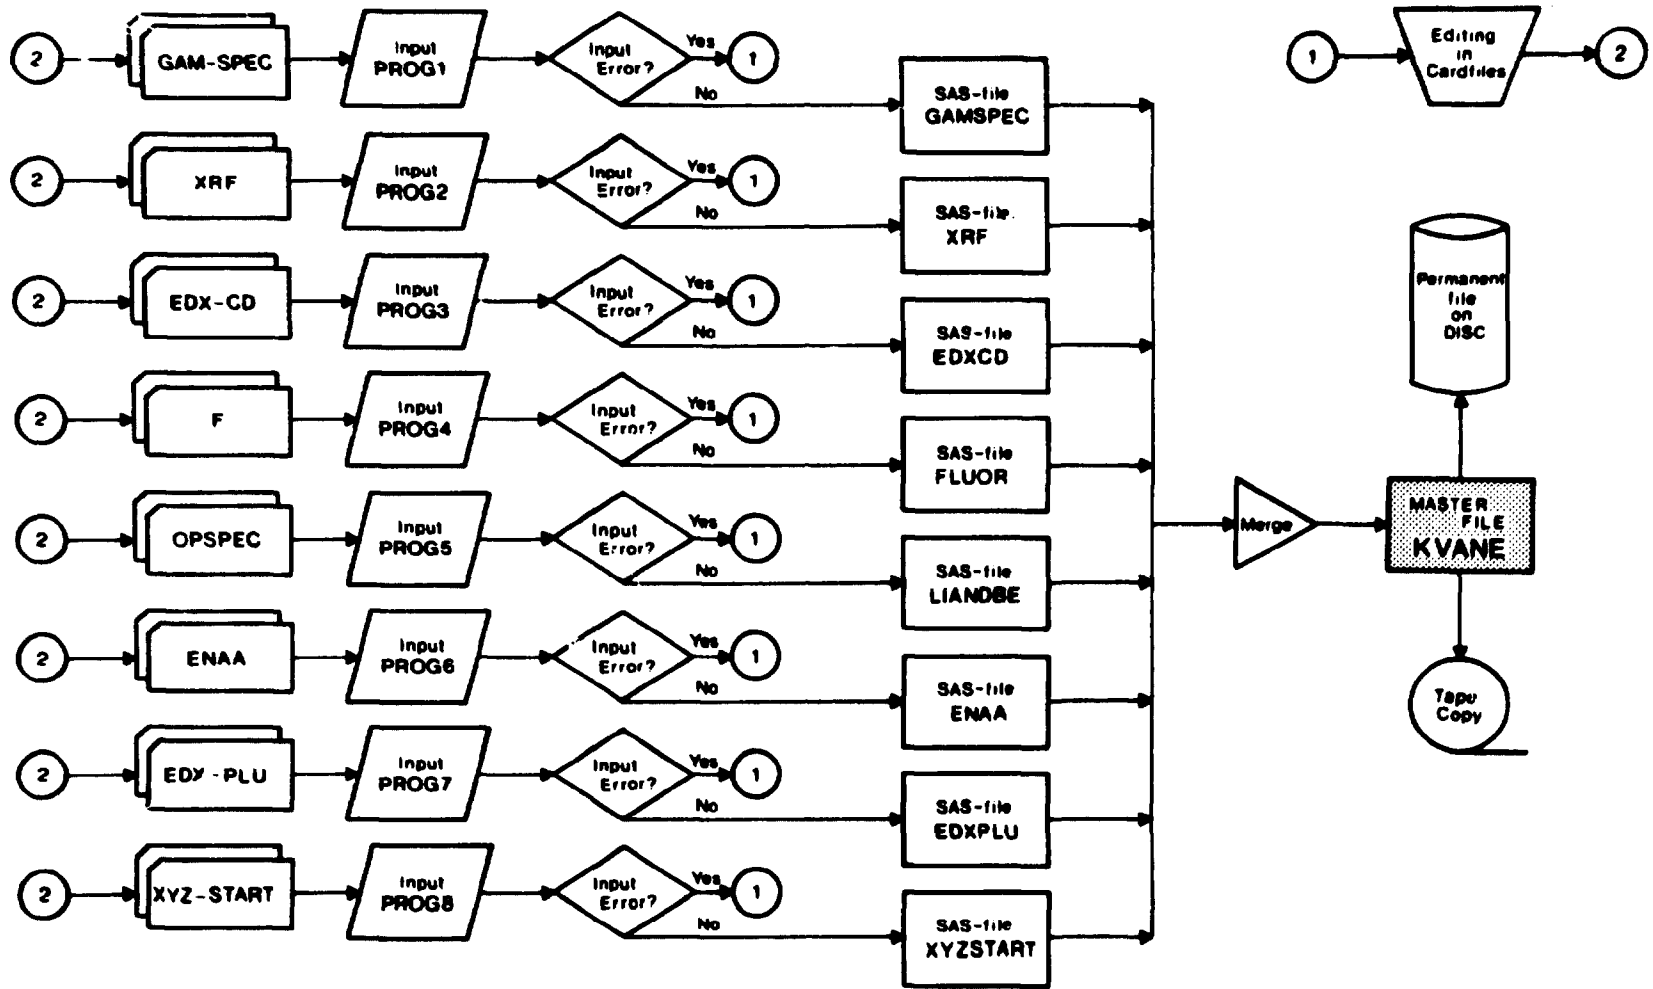 2
GAM-SPEC
Input
PROG1
Input
Error?
Yes
1
No
SAS-file
GAMSPEC
2
XRF
Input
PROG2
Input
Error?
Yes
1
No
SAS-file
XRF
2
EDX-CD
Input
PROG3
Input
Error?
Yes
1
No
SAS-file
EDXCD
2
F
Input
PROG4
Input
Error?
Yes
1
No
SAS-file
FLUOR
2
OPSPEC
Input
PROG5
Input
Error?
Yes
1
No
SAS-file
LIANDBE
2
ENAA
Input
PROG6
Input
Error?
Yes
1
No
SAS-file
ENAA
2
EDX-PLU
Input
PROG7
Input
Error?
Yes
1
No
SAS-file
EDXPLU
2
XYZ-START
Input
PROG8
Input
Error?
Yes
1
No
SAS-file
XYZSTART
1
Editing
in
Cardfiles
2
Permanent
file
on
DISC
Merge
MASTER
FILE
KVANE
Tape
Copy